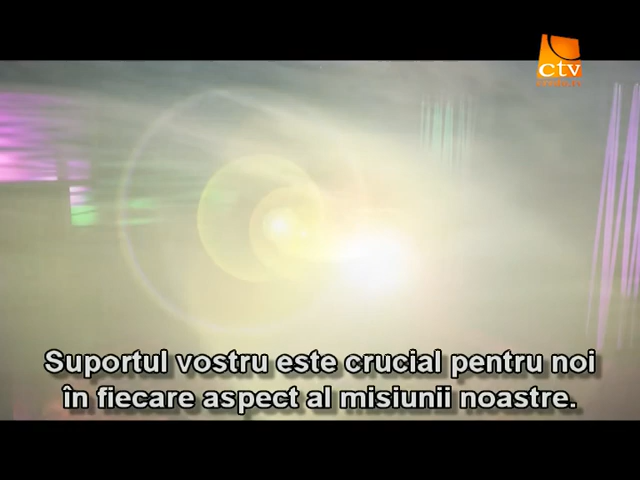 ctv
Suportul vostru este crucial pentru noi
în fiecare aspect al misiunii noastre.